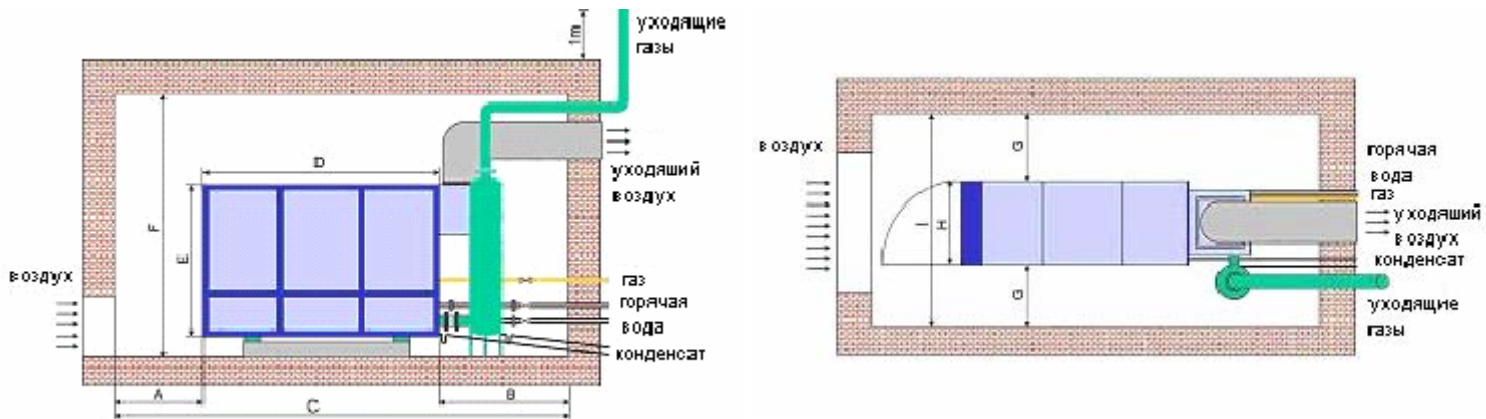 1m
уходящие
газы
D
уходяший
воздух
F
E
воздух
газ
горячая
вода
конденсат
A
B
C
воздух
G
I
H
G
горячая
вода
газ
уходяший
воздух
конденсат
уходящие
газы